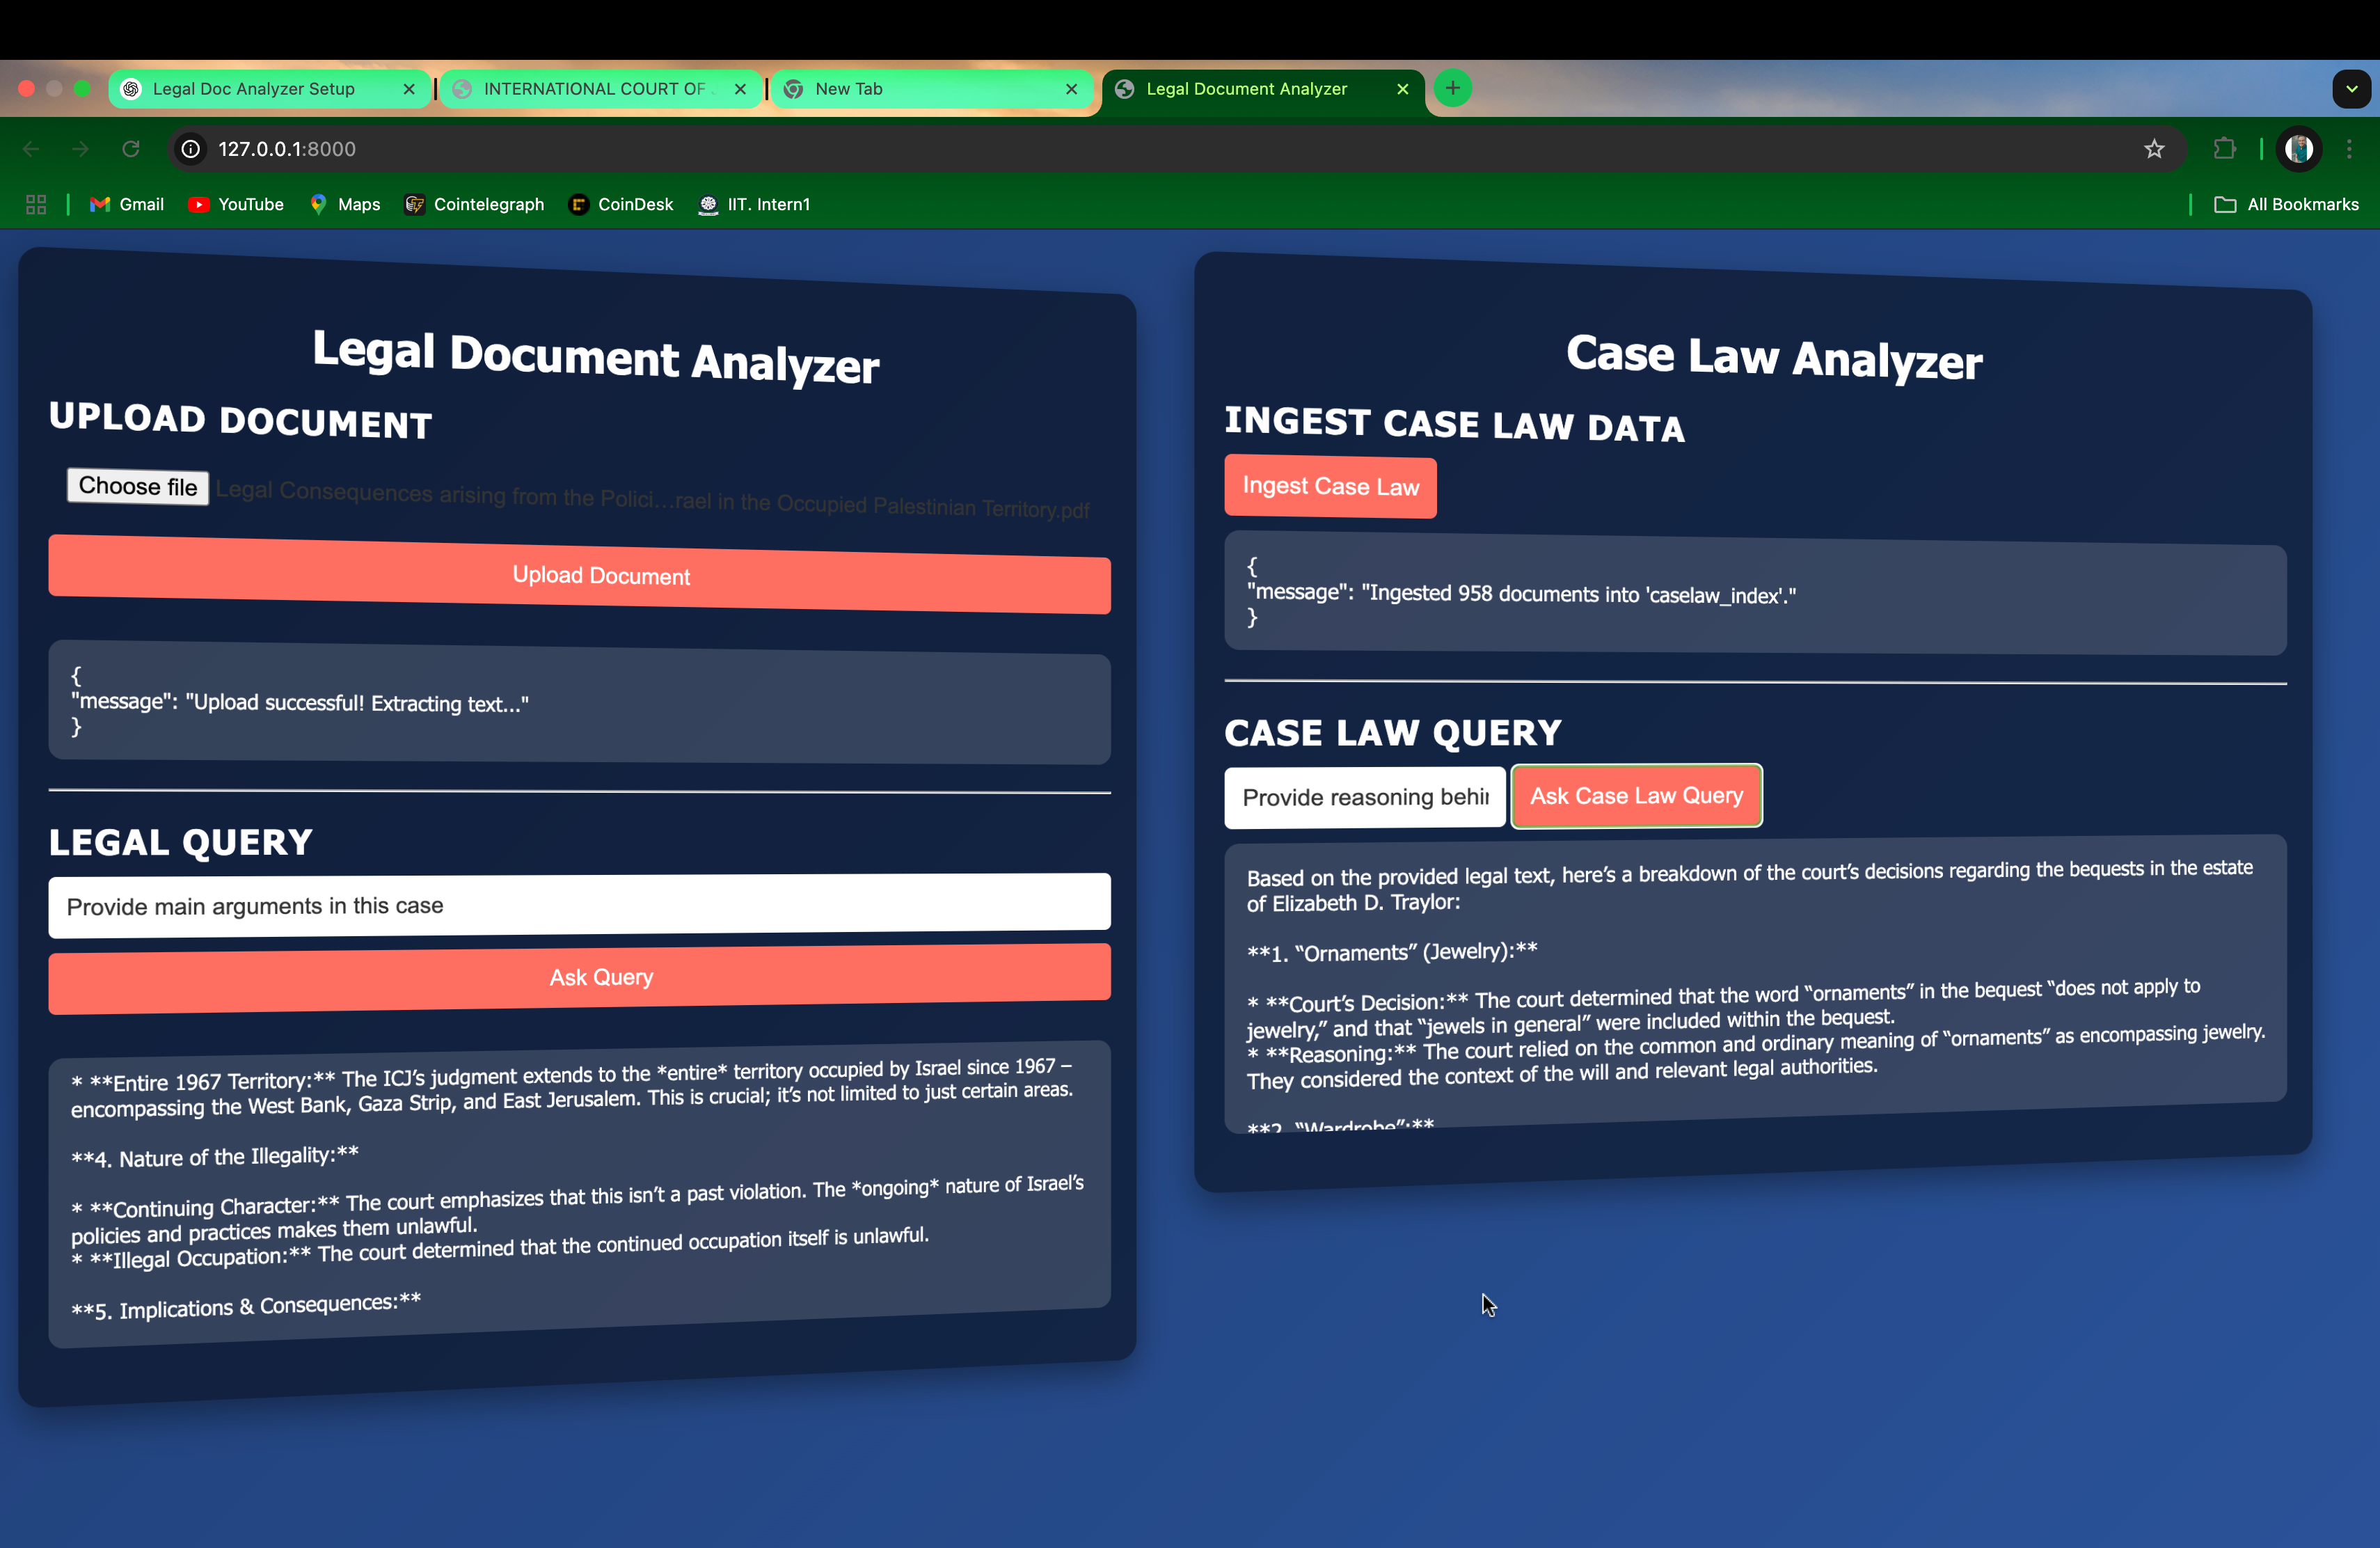 Legal Doc Analyzer Setup
INTERNATIONAL COURT OF
New Tab
Legal Document Analyzer
127.0.0.1:8000
Gmail
YouTube
Maps
Cointelegraph
CoinDesk
IIT. Intern1
All Bookmarks
Legal Document Analyzer
UPLOAD DOCUMENT
Choose file Legal Consequences arising from the Polici...rael in the Occupied Palestinian Territory.pdf
Upload Document
{
"message": "Upload successful! Extracting text..."
}
LEGAL QUERY
Provide main arguments in this case
Ask Query
* **Entire 1967 Territory:** The ICJ’s judgment extends to the *entire* territory occupied by Israel since 1967 –
encompassing the West Bank, Gaza Strip, and East Jerusalem. This is crucial; it’s not limited to just certain areas.
**4. Nature of the Illegality:**
* **Continuing Character:** The court emphasizes that this isn’t a past violation. The *ongoing* nature of Israel’s
policies and practices makes them unlawful.
* **Illegal Occupation:** The court determined that the continued occupation itself is unlawful.
**5. Implications & Consequences:**
Case Law Analyzer
INGEST CASE LAW DATA
Ingest Case Law
{
"message": "Ingested 958 documents into 'caselaw_index'."
}
CASE LAW QUERY
Provide reasoning behin
Ask Case Law Query
Based on the provided legal text, here’s a breakdown of the court’s decisions regarding the bequests in the estate
of Elizabeth D. Traylor:
**1. “Ornaments” (Jewelry):**
* **Court’s Decision:** The court determined that the word “ornaments” in the bequest “does not apply to
jewelry,” and that “jewels in general” were included within the bequest.
* **Reasoning:** The court relied on the common and ordinary meaning of “ornaments” as encompassing jewelry.
They considered the context of the will and relevant legal authorities.
**2. “Wardrobe”:**